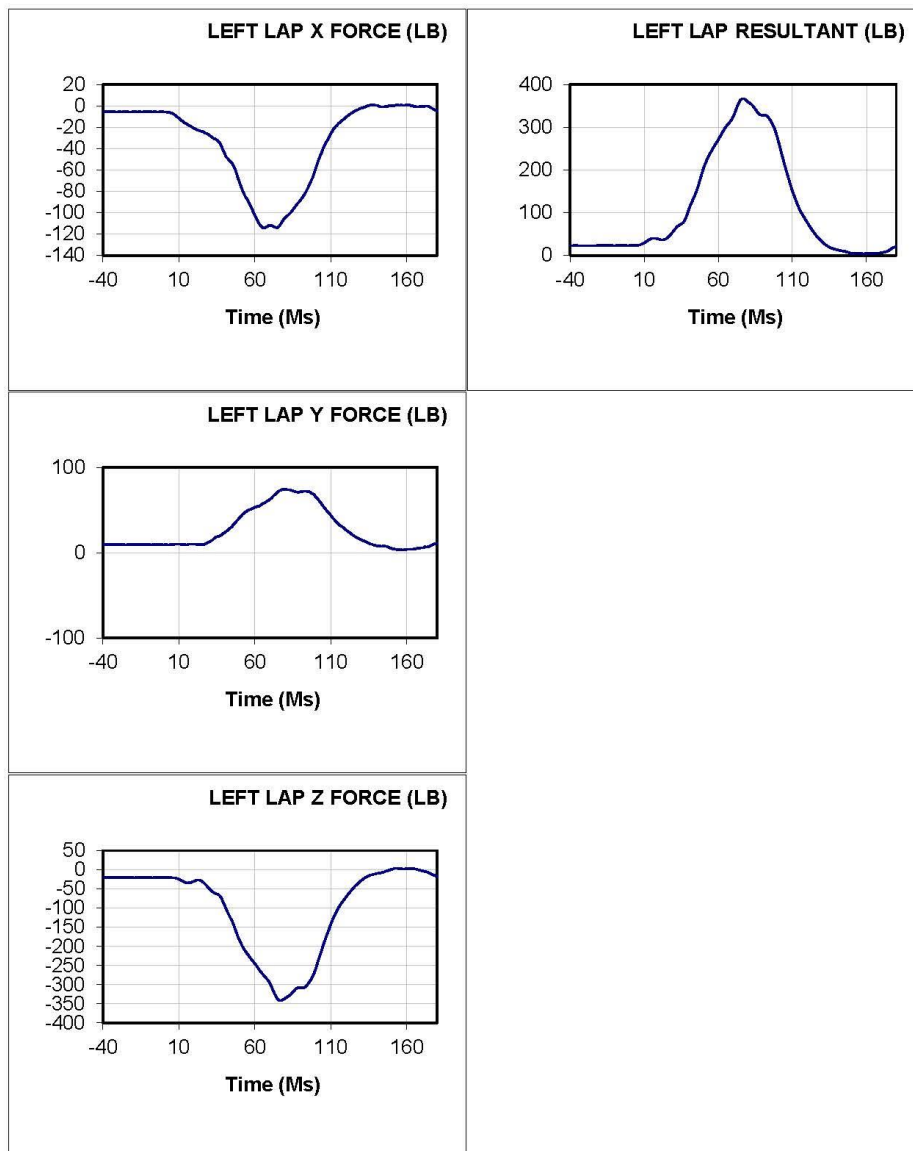 LEFT LAP X FORCE (LB)
20
0
-20
-40
-60
-80
-100
-120
-140
-40 10 60 110 160
Time (Ms)
LEFT LAP RESULTANT (LB)
400
300
200
100
0
-40 10 60 110 160
Time (Ms)
LEFT LAP Y FORCE (LB)
100
0
-100
-40 10 60 110 160
Time (Ms)
LEFT LAP Z FORCE (LB)
50
0
-50
-100
-150
-200
-250
-300
-350
-400
-40 10 60 110 160
Time (Ms)